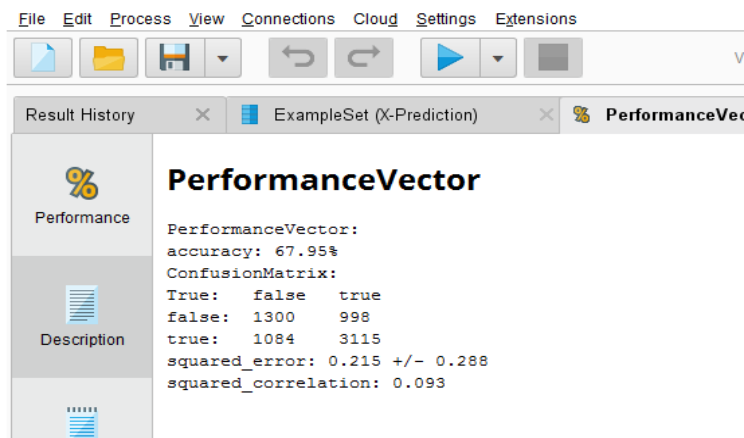 File Edit Process View Connections Cloud Settings Extensions
Result History ExampleSet (X-Prediction) % PerformanceVec
% Performance
Description
PerformanceVector
PerformanceVector:
accuracy: 67.95%
ConfusionMatrix:
True: false true
false: 1300 998
true: 1084 3115
squared_error: 0.215 +/- 0.288
squared_correlation: 0.093